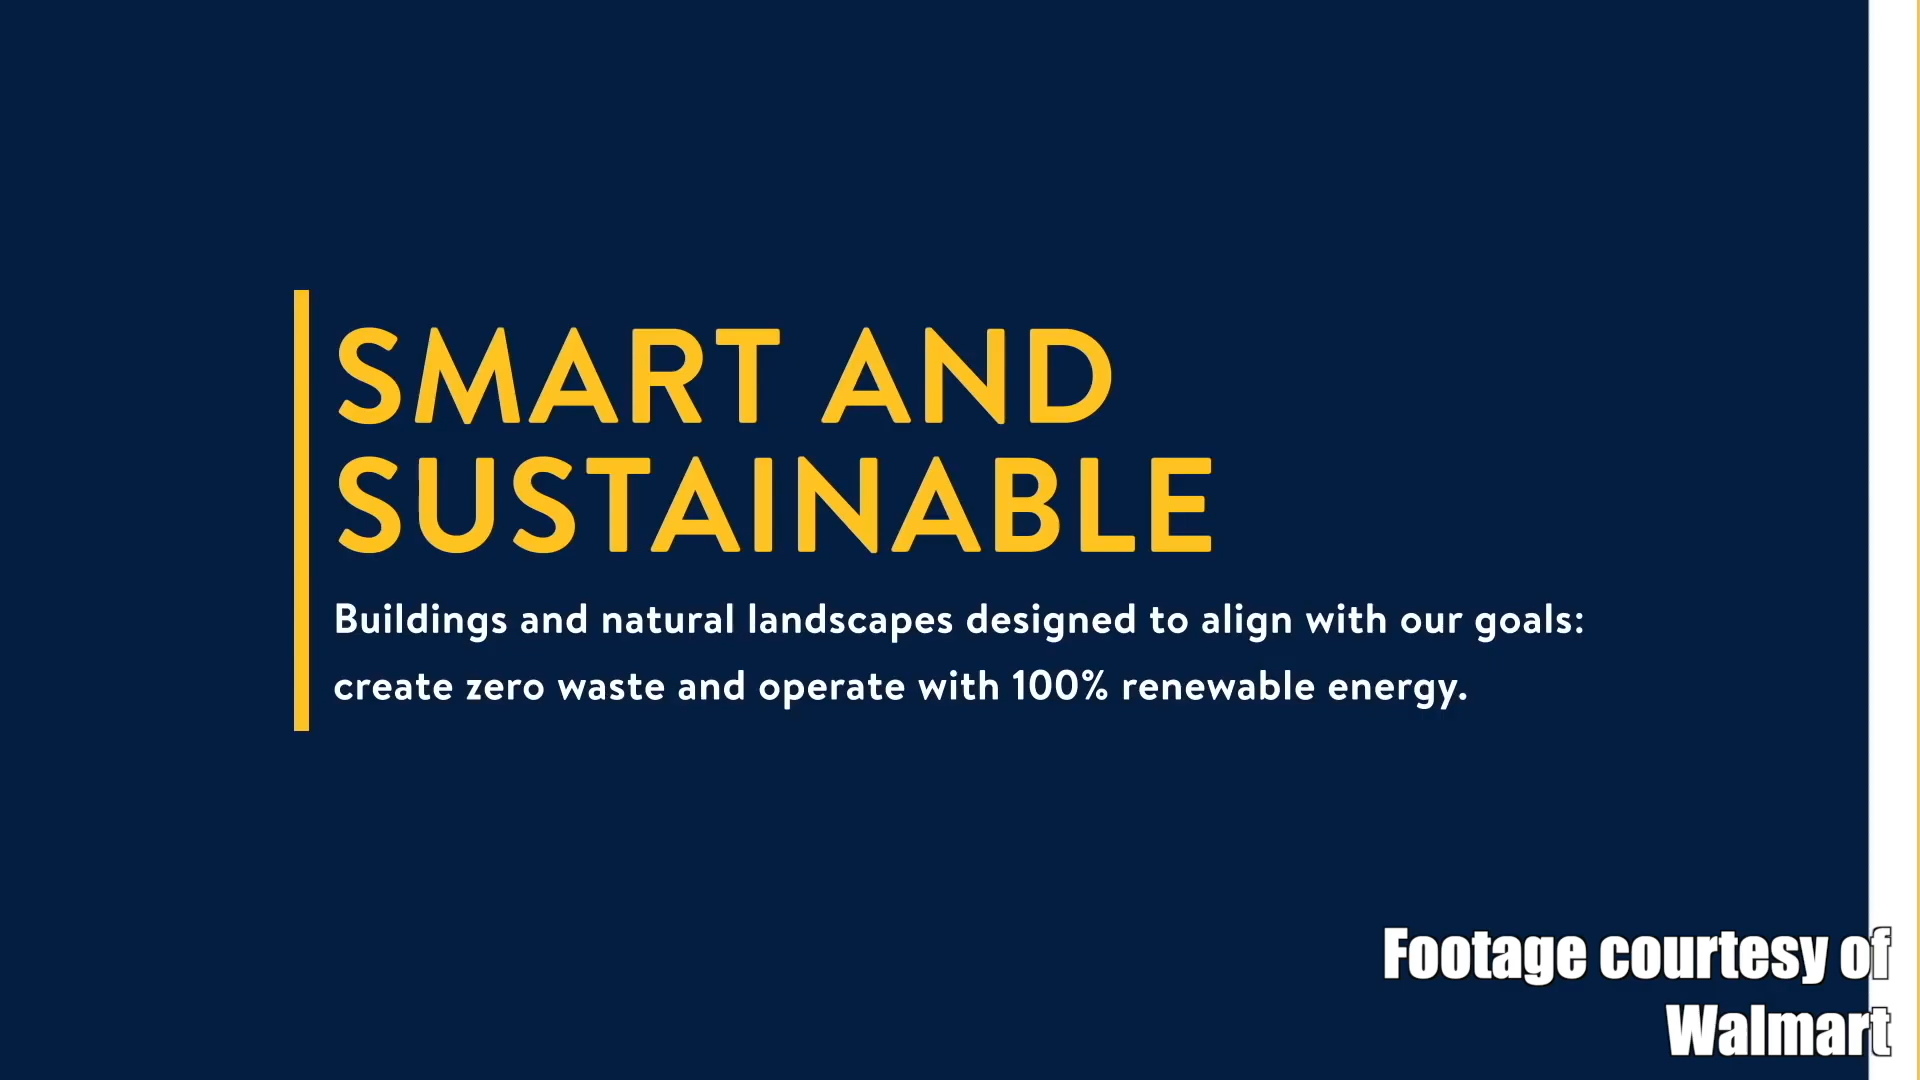 SMART AND
SUSTAINABLE
Buildings and natural landscapes designed to align with our goals:
create zero waste and operate with 100% renewable energy.
Footage courtesy of
Walmart